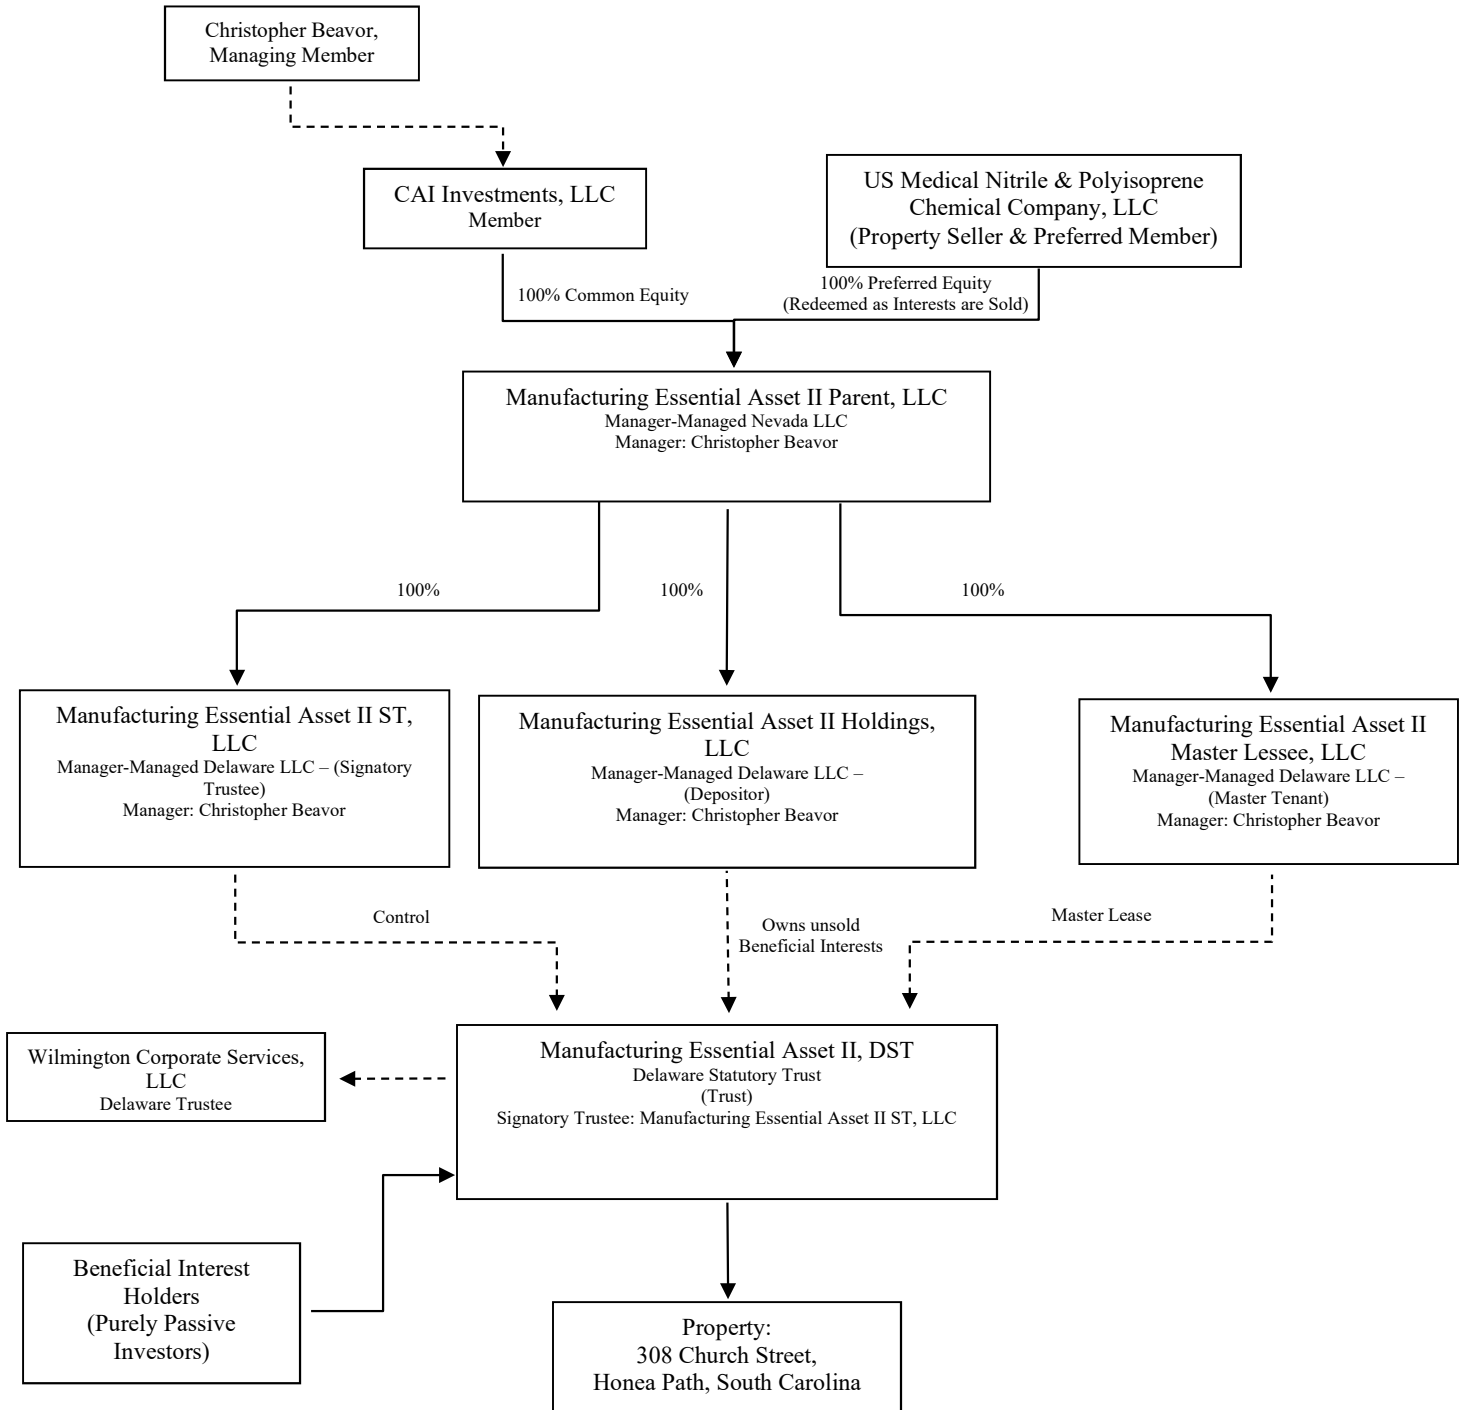 Christopher Beavor,
Managing Member
CAI Investments, LLC
Member
US Medical Nitrile & Polyisoprene
Chemical Company, LLC
(Property Seller & Preferred Member)
100% Common Equity
100% Preferred Equity
(Redeemed as Interests are Sold)
Manufacturing Essential Asset II Parent, LLC
Manager-Managed Nevada LLC
Manager: Christopher Beavor
100%
100%
100%
Manufacturing Essential Asset II ST,
LLC
Manager-Managed Delaware LLC – (Signatory
Trustee)
Manager: Christopher Beavor
Manufacturing Essential Asset II Holdings,
LLC
Manager-Managed Delaware LLC –
(Depositor)
Manager: Christopher Beavor
Manufacturing Essential Asset II
Master Lessee, LLC
Manager-Managed Delaware LLC –
(Master Tenant)
Manager: Christopher Beavor
Control
Owns unsold
Beneficial Interests
Master Lease
Wilmington Corporate Services,
LLC
Delaware Trustee
Manufacturing Essential Asset II, DST
Delaware Statutory Trust
(Trust)
Signatory Trustee: Manufacturing Essential Asset II ST, LLC
Beneficial Interest
Holders
(Purely Passive
Investors)
Property:
308 Church Street,
Honea Path, South Carolina